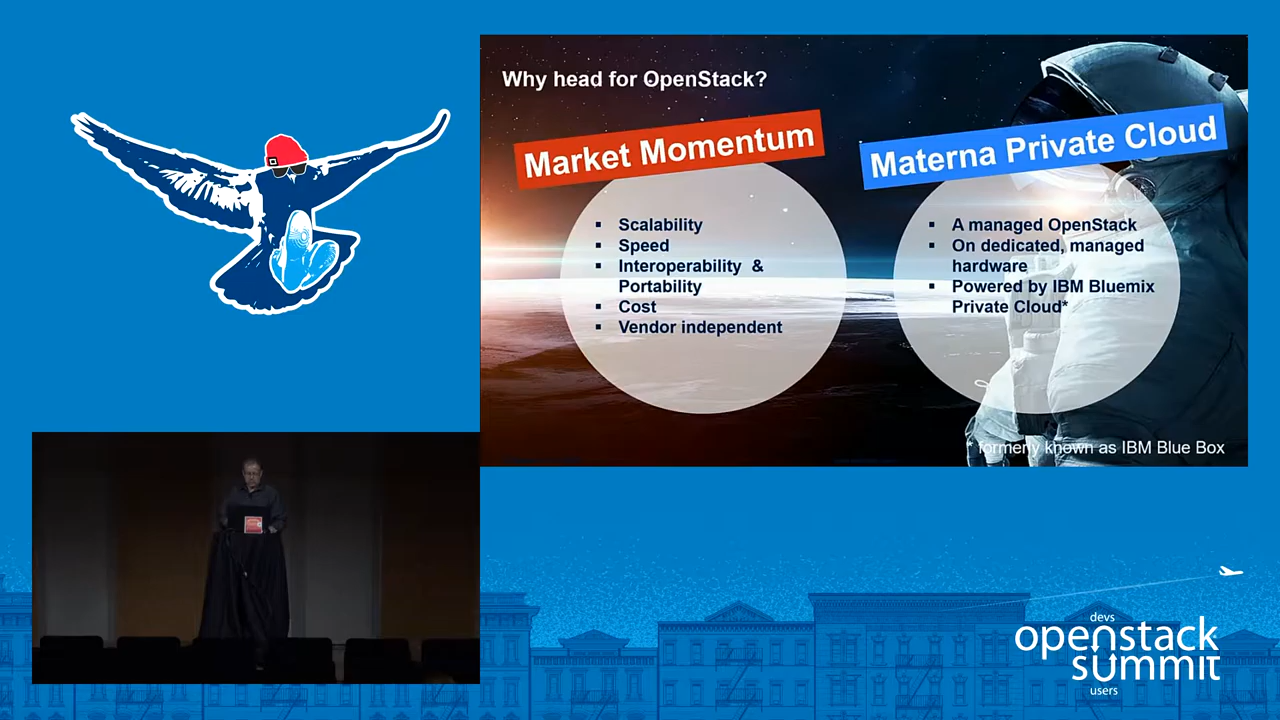 Why head for OpenStack?
Market Momentum
▪ Scalability
▪ Speed
▪ Interoperability &
Portability
▪ Cost
▪ Vendor independent
Materna Private Cloud
▪ A managed OpenStack
▪ On dedicated, managed
hardware
▪ Powered by IBM Bluemix
Private Cloud*
* formerly known as IBM Blue Box
devs
openstack
summit
users